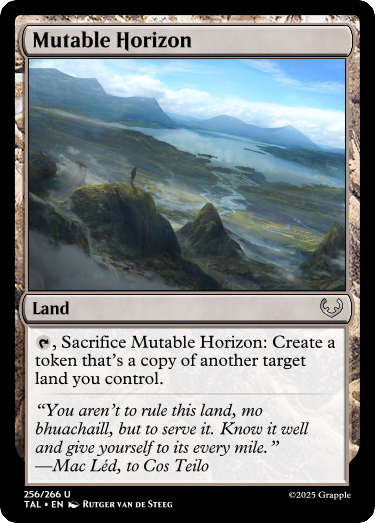 Mutable Horizon
Land
, Sacrifice Mutable Horizon: Create a
token that's a copy of another target
land you control.
“You aren't to rule this land, mo
bhuachaill, but to serve it. Know it well
and give yourself to its every mile.”
—Mac Léd, to Cos Teilo
256/266 U
TAL • EN Rutger van de Steeg
©2025 Grapple